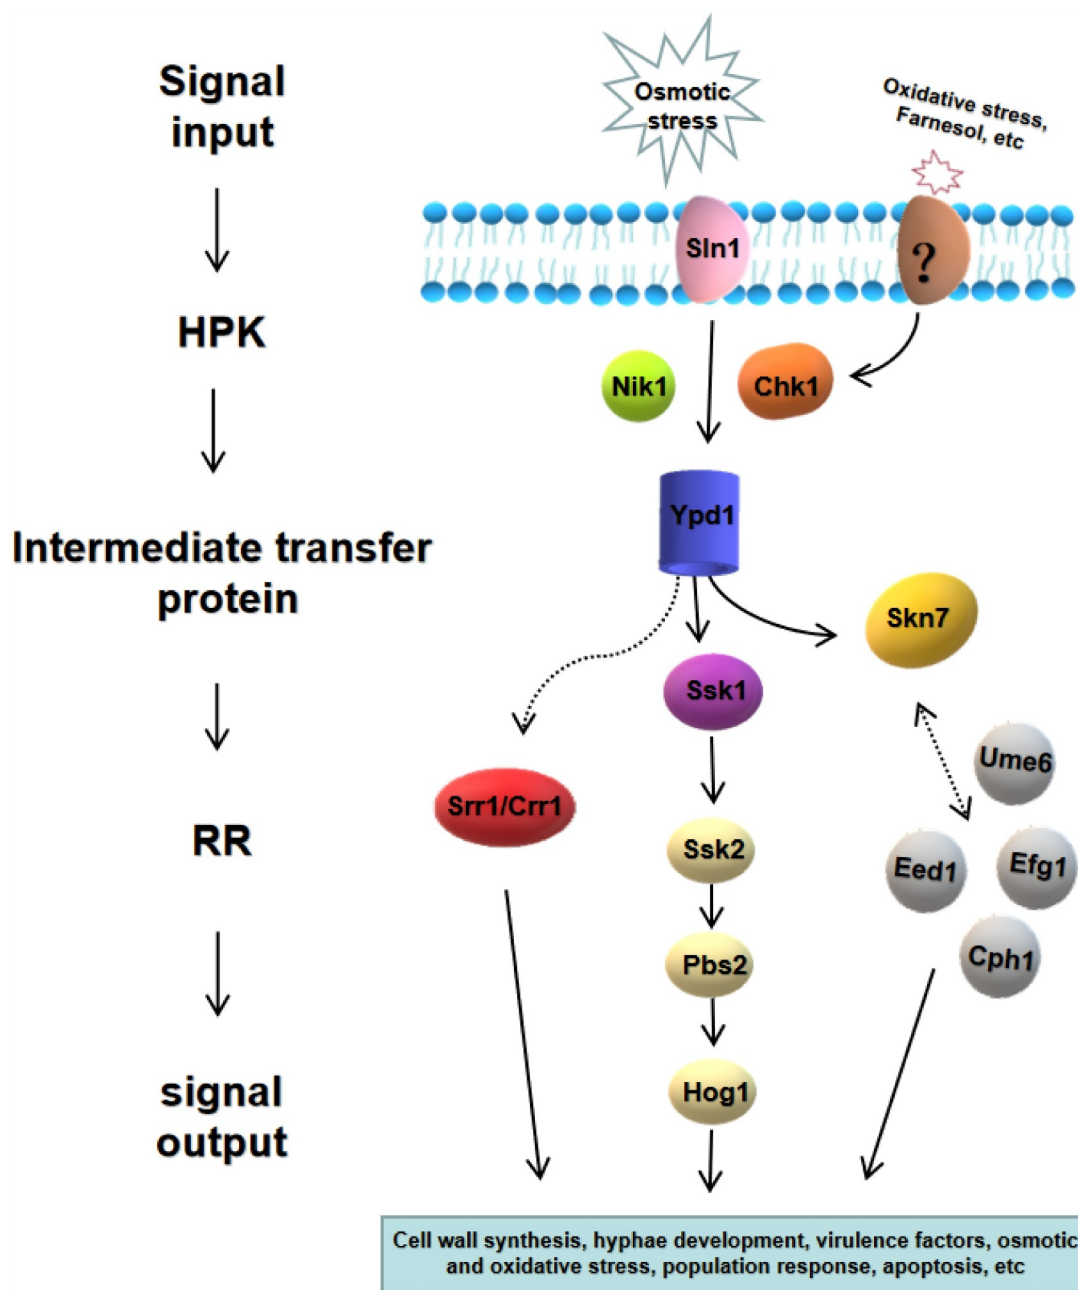 Signal
input
HPK
Intermediate transfer
protein
RR
signal
output
Osmotic
stress
Oxidative stress,
Farnesol, etc
Sln1
?
Nik1
Chk1
Ypd1
Skn7
Ssk1
Ume6
Srr1/Crr1
Ssk2
Eed1
Efg1
Cph1
Pbs2
Hog1
Cell wall synthesis, hyphae development, virulence factors, osmotic
and oxidative stress, population response, apoptosis, etc